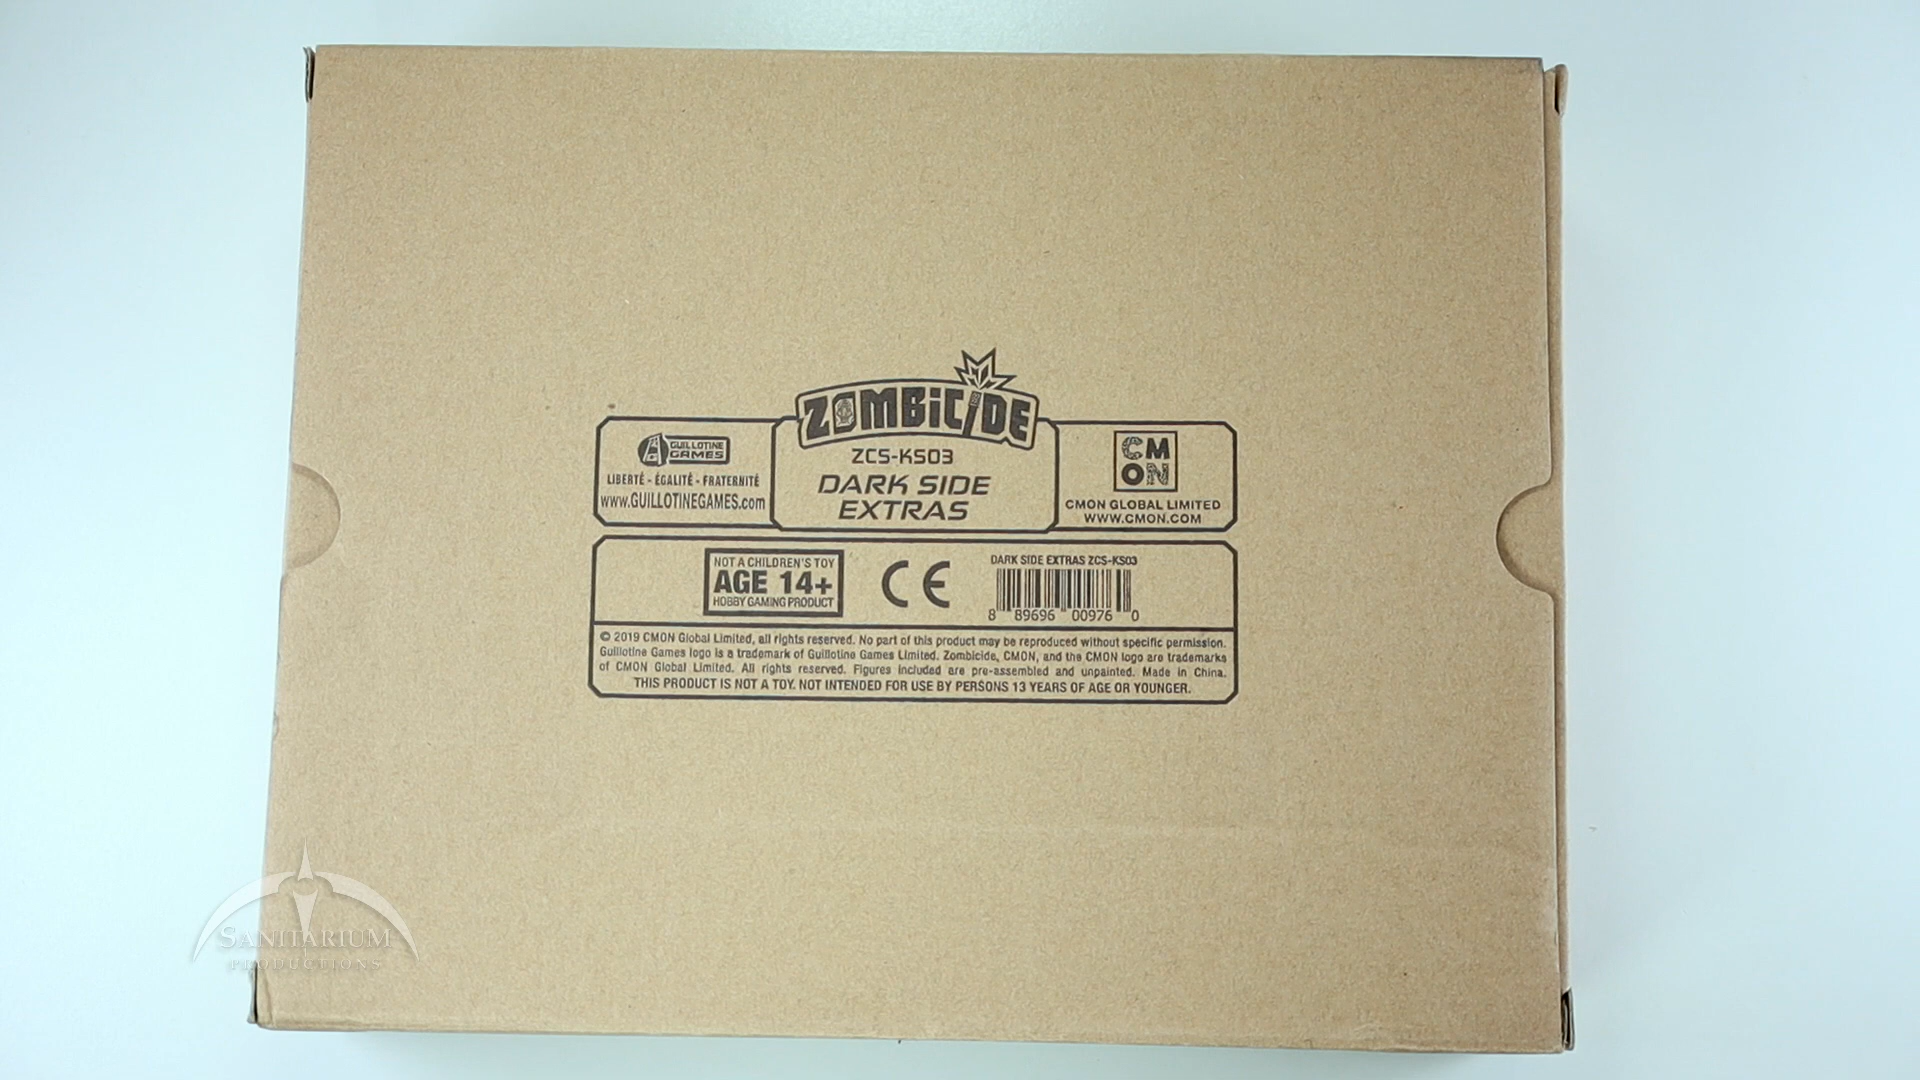 ZOMBICIDE
GUILLOTINE
GAMES
LIBERTÉ - ÉGALITÉ - FRATERNITÉ
www.GUILLOTINEGAMES.com
ZCS-KS03
DARK SIDE
EXTRAS
CM
ON
CMON GLOBAL LIMITED
WWW.CMON.COM
NOT A CHILDREN'S TOY
AGE 14+
HOBBY GAMING PRODUCT
CE
DARK SIDE EXTRAS ZCS-KS03
8 89696 00976 0
© 2019 CMON Global Limited, all rights reserved. No part of this product may be reproduced without specific permission.
Guillotine Games logo is a trademark of Guillotine Games Limited. Zombicide, CMON, and the CMON logo are trademarks
of CMON Global Limited. All rights reserved. Figures included are pre-assembled and unpainted. Made in China.
THIS PRODUCT IS NOT A TOY. NOT INTENDED FOR USE BY PERSONS 13 YEARS OF AGE OR YOUNGER.
SANITARIUM
PRODUCTIONS